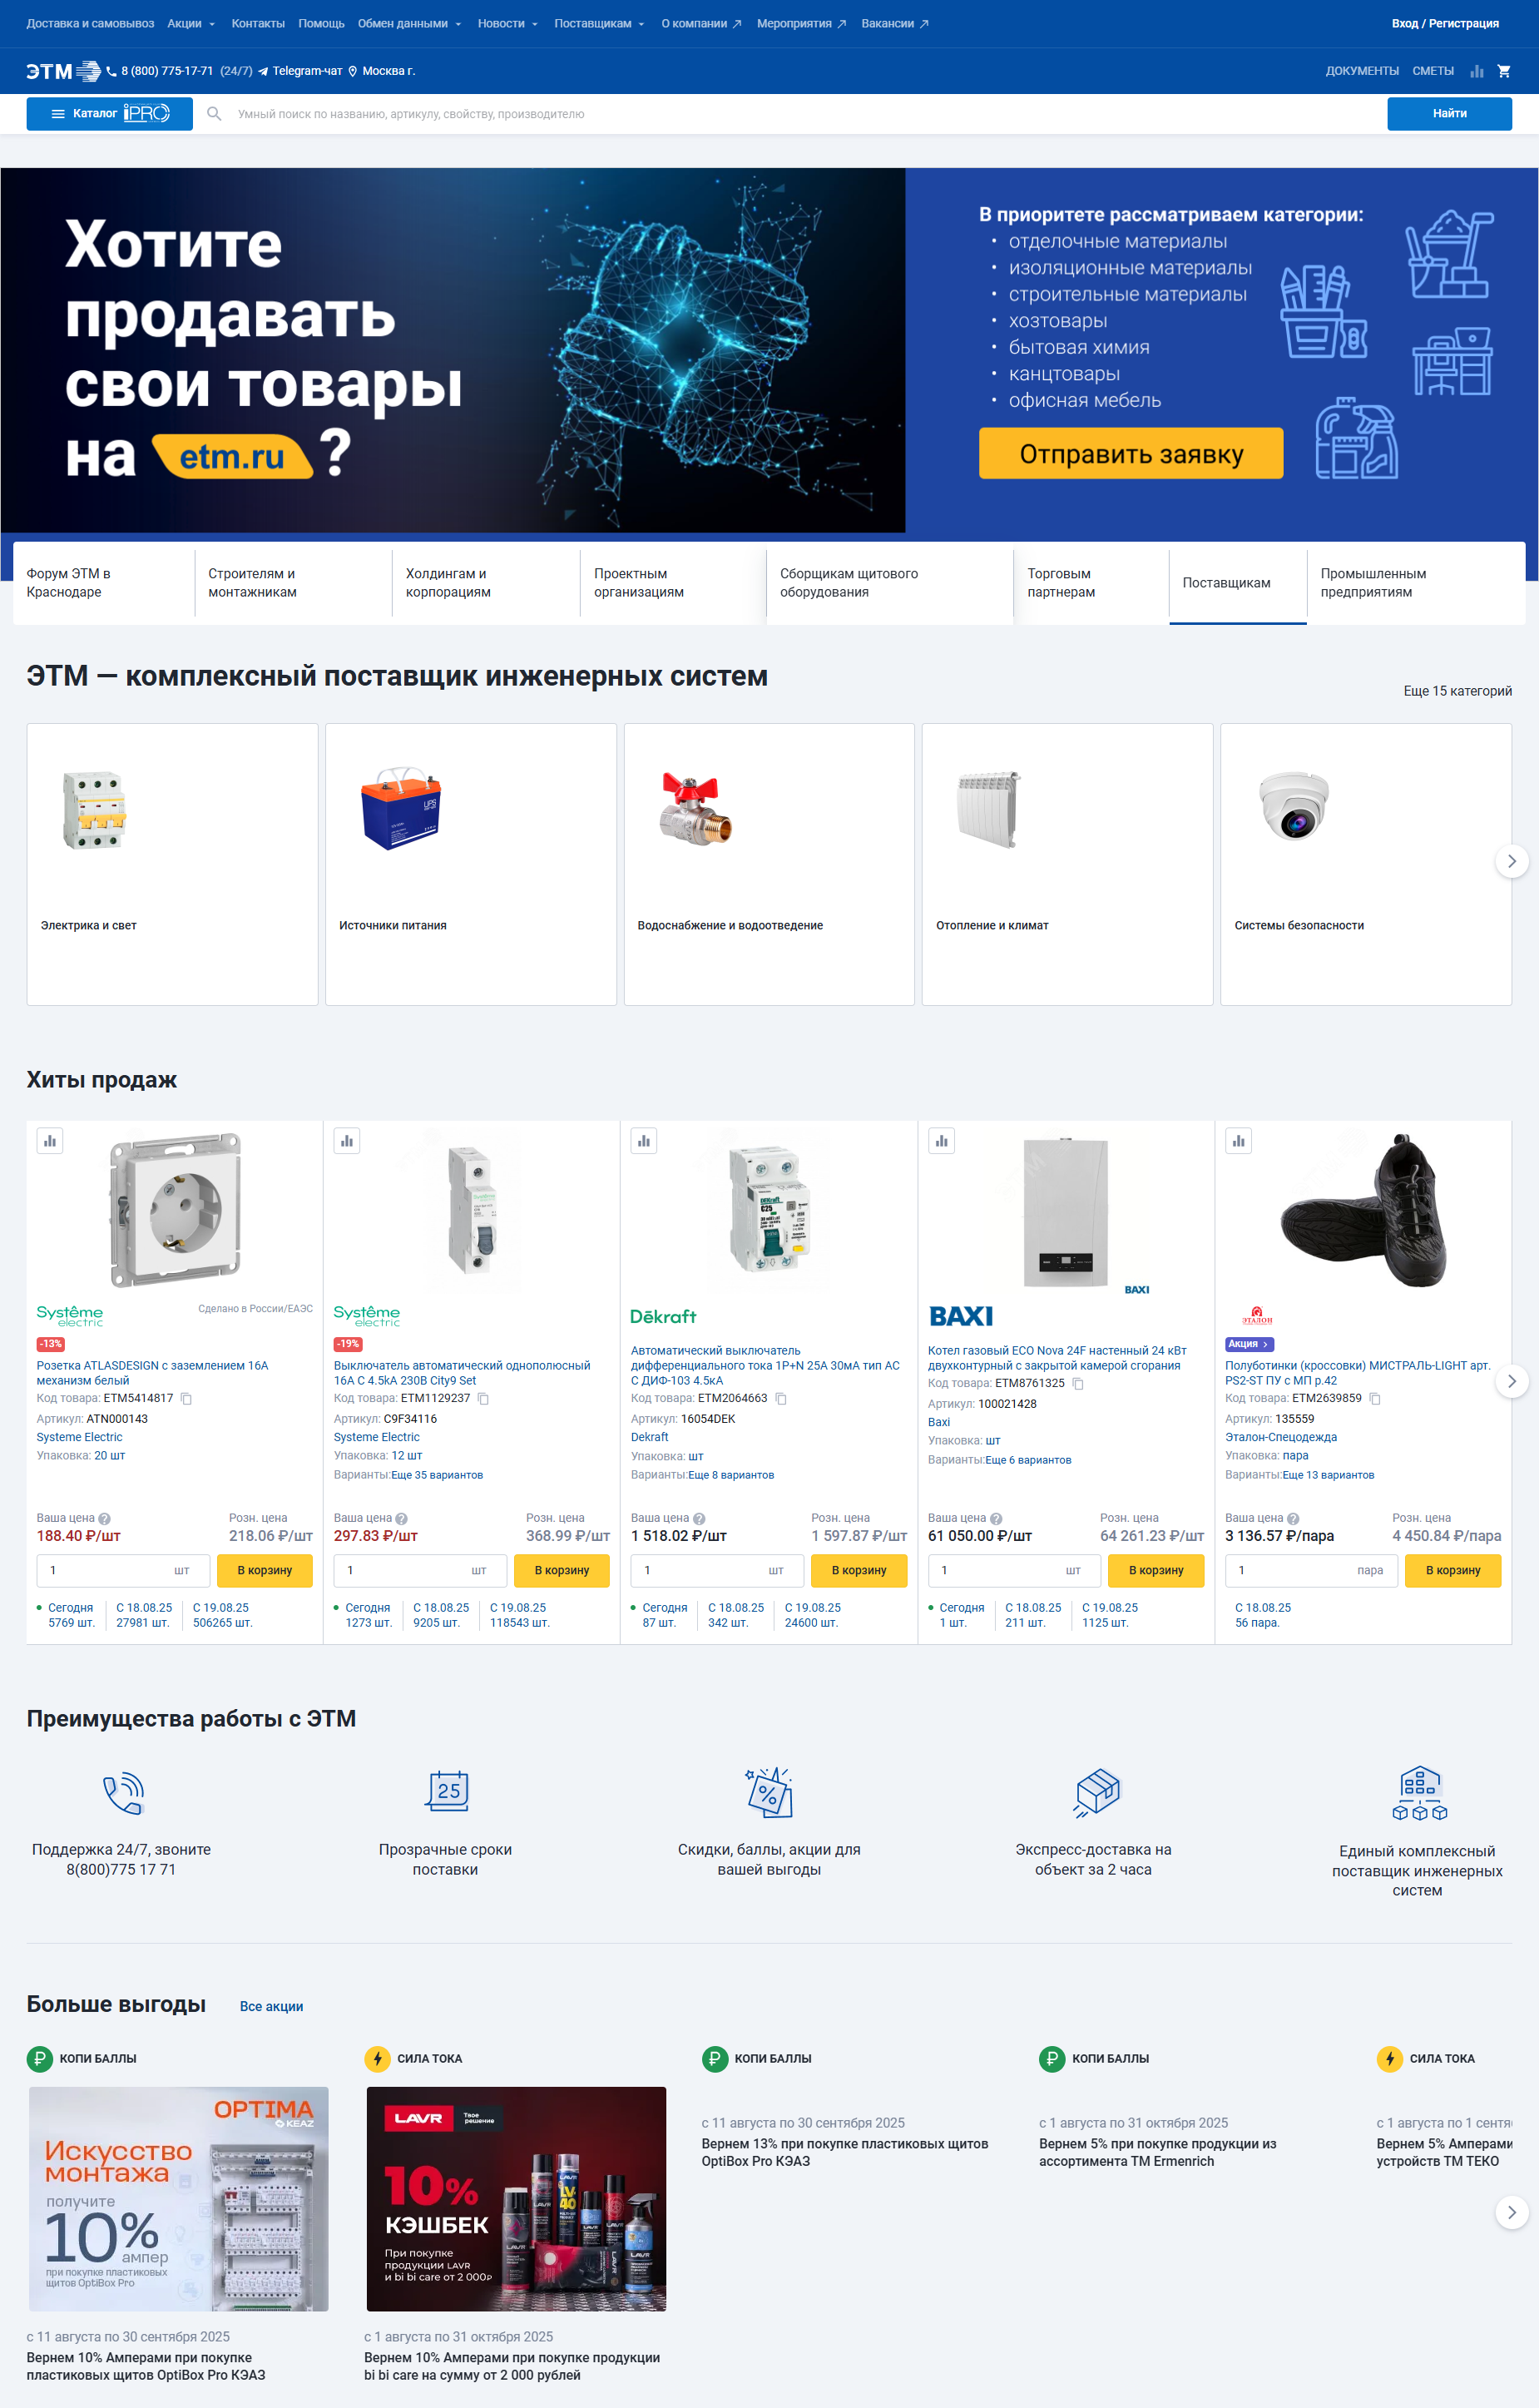 Доставка и самовывоз Акции Контакты Помощь Обмен данными Новости Поставщикам О компании Мероприятия Вакансии Вход / Регистрация
ЭТМ 8 (800) 775-17-71 (24/7) Telegram-чат Москва г. ДОКУМЕНТЫ СМЕТЫ
Каталог iPRO Умный поиск по названию, артикулу, свойству, производителю Найти
Хотите
продавать
свои товары
на etm.ru ?
В приоритете рассматриваем категории:
• отделочные материалы
• изоляционные материалы
• строительные материалы
• хозтовары
• бытовая химия
• канцтовары
• офисная мебель
Отправить заявку
Форум ЭТМ в
Краснодаре
Строителям и
монтажникам
Холдингам и
корпорациям
Проектным
организациям
Сборщикам щитового
оборудования
Торговым
партнерам
Поставщикам
Промышленным
предприятиям
ЭТМ — комплексный поставщик инженерных систем
Еще 15 категорий
UPS
Электрика и свет
Источники питания
Водоснабжение и водоотведение
Отопление и климат
Системы безопасности
Хиты продаж
Systeme
electric
Сделано в России/ЕАЭС
-13%
Розетка ATLASDESIGN с заземлением 16А
механизм белый
Код товара: ETM5414817
Артикул: ATN000143
Systeme Electric
Упаковка: 20 шт
Ваша цена ? Розн. цена
188.40 ₽/шт 218.06 ₽/шт
1 шт В корзину
Сегодня С 18.08.25 С 19.08.25
5769 шт. 27981 шт. 506265 шт.
Systeme
electric
-19%
Выключатель автоматический однополюсный
16А С 4.5kA 230В City9 Set
Код товара: ETM1129237
Артикул: C9F34116
Systeme Electric
Упаковка: 12 шт
Варианты:Еще 35 вариантов
Ваша цена ? Розн. цена
297.83 ₽/шт 368.99 ₽/шт
1 шт В корзину
Сегодня С 18.08.25 С 19.08.25
1273 шт. 9205 шт. 118543 шт.
DEKraft
C25
Dēkraft
Автоматический выключатель
дифференциального тока 1P+N 25А 30мА тип AC
С ДИФ-103 4.5кА
Код товара: ETM2064663
Артикул: 16054DEK
Dekraft
Упаковка: шт
Варианты:Еще 8 вариантов
Ваша цена ? Розн. цена
1 518.02 ₽/шт 1 597.87 ₽/шт
1 шт В корзину
Сегодня С 18.08.25 С 19.08.25
87 шт. 342 шт. 24600 шт.
BAXI
BAXI
Котел газовый ECO Nova 24F настенный 24 кВт
двухконтурный с закрытой камерой сгорания
Код товара: ETM8761325
Артикул: 100021428
Baxi
Упаковка: шт
Варианты:Еще 6 вариантов
Ваша цена ? Розн. цена
61 050.00 ₽/шт 64 261.23 ₽/шт
1 шт В корзину
Сегодня С 18.08.25 С 19.08.25
1 шт. 211 шт. 1125 шт.
ЭТАЛОН
Акция
Полуботинки (кроссовки) МИСТРАЛЬ-LIGHT арт.
PS2-ST ПУ с МП р.42
Код товара: ETM2639859
Артикул: 135559
Эталон-Спецодежда
Упаковка: пара
Варианты:Еще 13 вариантов
Ваша цена ? Розн. цена
3 136.57 ₽/пара 4 450.84 ₽/пара
1 пара В корзину
С 18.08.25
56 пара.
Преимущества работы с ЭТМ
25
%
Поддержка 24/7, звоните
8(800)775 17 71
Прозрачные сроки
поставки
Скидки, баллы, акции для
вашей выгоды
Экспресс-доставка на
объект за 2 часа
Единый комплексный
поставщик инженерных
систем
Больше выгоды Все акции
КОПИ БАЛЛЫ
OPTIMA
KEAZ
Искусство
монтажа
получите
10%
ампер
при покупке пластиковых
щитов OptiBox Pro
с 11 августа по 30 сентября 2025
Вернем 10% Амперами при покупке
пластиковых щитов OptiBox Pro КЭАЗ
СИЛА ТОКА
LAVR Твое
решение
10%
КЭШБЕК
При покупке
продукции LAVR
и bi bi care от 2 000₽
LAVR
LV-40
LAVR
LAVR
с 1 августа по 31 октября 2025
Вернем 10% Амперами при покупке продукции
bi bi care на сумму от 2 000 рублей
КОПИ БАЛЛЫ
с 11 августа по 30 сентября 2025
Вернем 13% при покупке пластиковых щитов
OptiBox Pro КЭАЗ
КОПИ БАЛЛЫ
с 1 августа по 31 октября 2025
Вернем 5% при покупке продукции из
ассортимента ТМ Ermenrich
СИЛА ТОКА
с 1 августа по 1 сентя
Вернем 5% Амперами
устройств ТМ ТЕКО